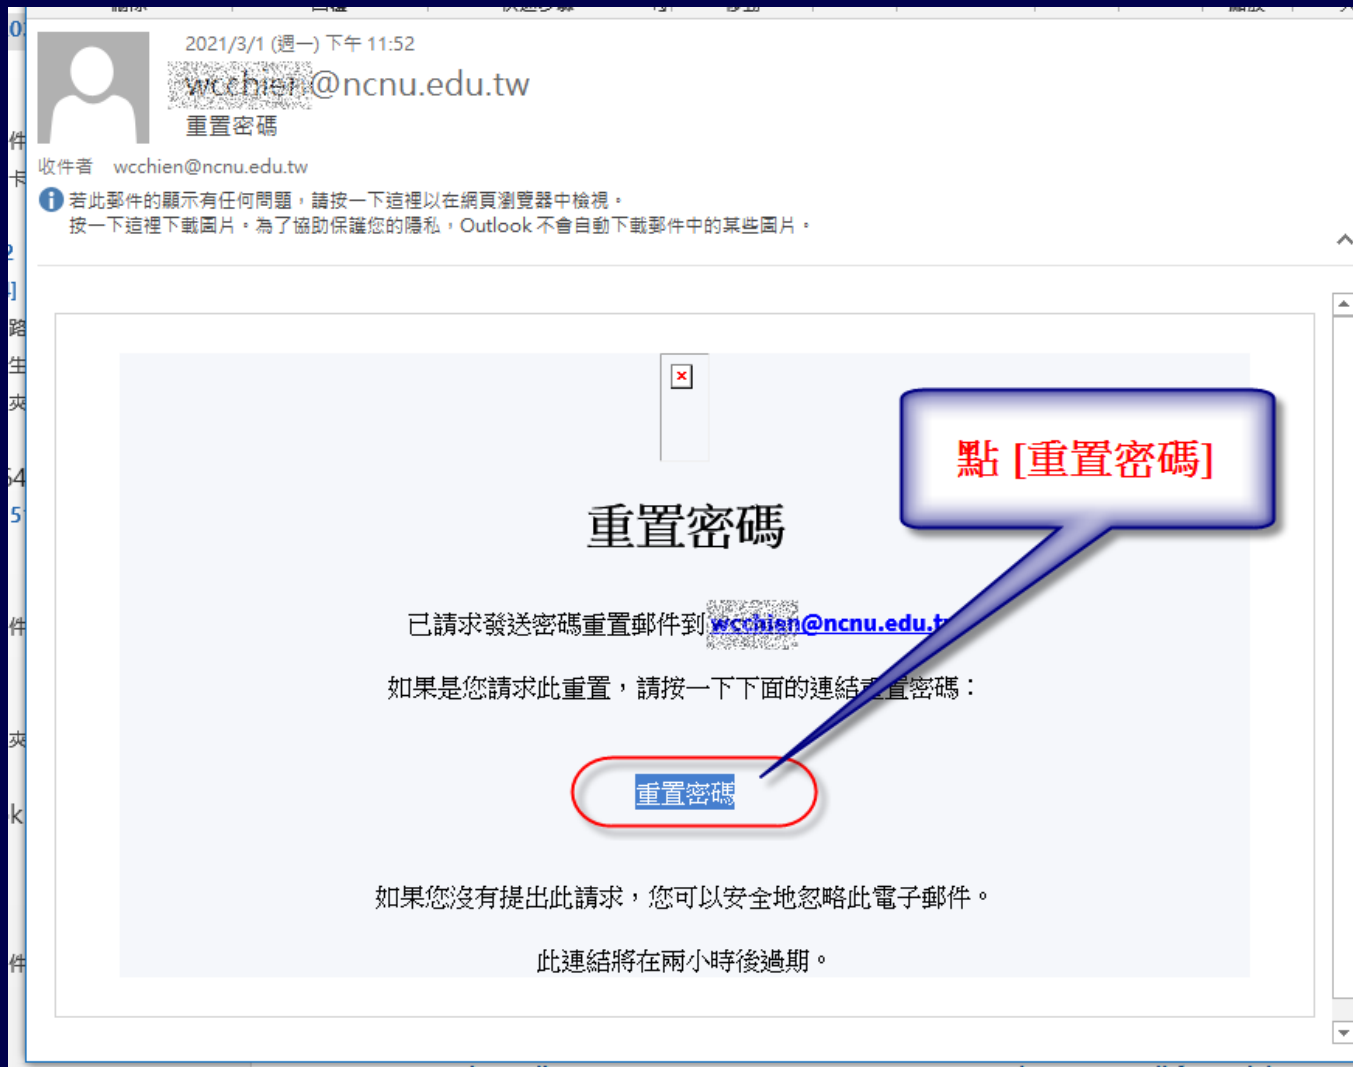 2021/3/1 (週一) 下午 11:52
wcchien@ncnu.edu.tw
重置密碼
收件者 wcchien@ncnu.edu.tw
若此郵件的顯示有任何問題，請按一下這裡以在網頁瀏覽器中檢視。
按一下這裡下載圖片。為了協助保護您的隱私，Outlook 不會自動下載郵件中的某些圖片。
點 [重置密碼]
重置密碼
已請求發送密碼重置郵件到 wcchien@ncnu.edu.t
如果是您請求此重置，請按一下下面的連結重置密碼：
重置密碼
如果您沒有提出此請求，您可以安全地忽略此電子郵件。
此連結將在兩小時後過期。